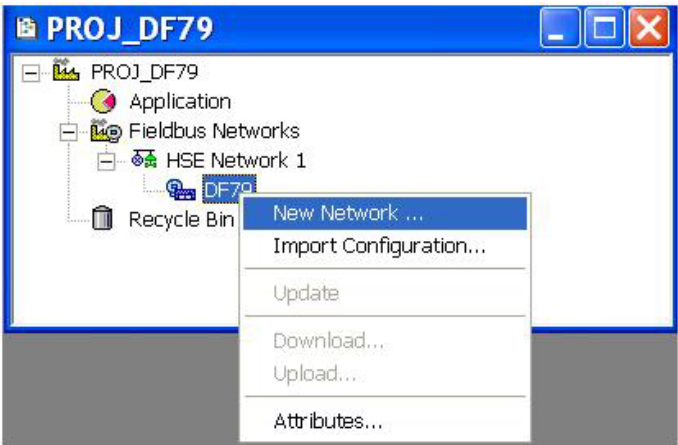 PROJ_DF79
PROJ_DF79
Application
Fieldbus Networks
HSE Network 1
DF79
Recycle Bin
New Network ...
Import Configuration...
Update
Download...
Upload...
Attributes...